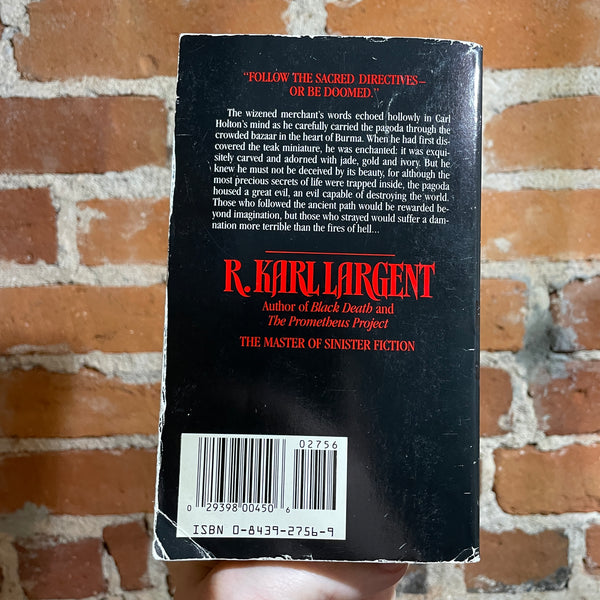 "FOLLOW THE SACRED DIRECTIVES—
OR BE DOOMED."
The wizened merchant's words echoed hollowly in Carl
Holton's mind as he carefully carried the pagoda through the
crowded bazaar in the heart of Burma. When he had first dis-
covered the teak miniature, he was enchanted: it was exqui-
sitely carved and adorned with jade, gold and ivory. But he
knew he must not be deceived by its beauty, for although the
most precious secrets of life were trapped inside, the pagoda
housed a great evil, an evil capable of destroying the world.
Those who followed the ancient path would be rewarded be-
yond imagination, but those who strayed would suffer a dam-
nation more terrible than the fires of hell...
R. KARL LARGENT
Author of Black Death and
The Prometheus Project
THE MASTER OF SINISTER FICTION
02756
0 29398 00450 6
ISBN 0-8439-2756-9